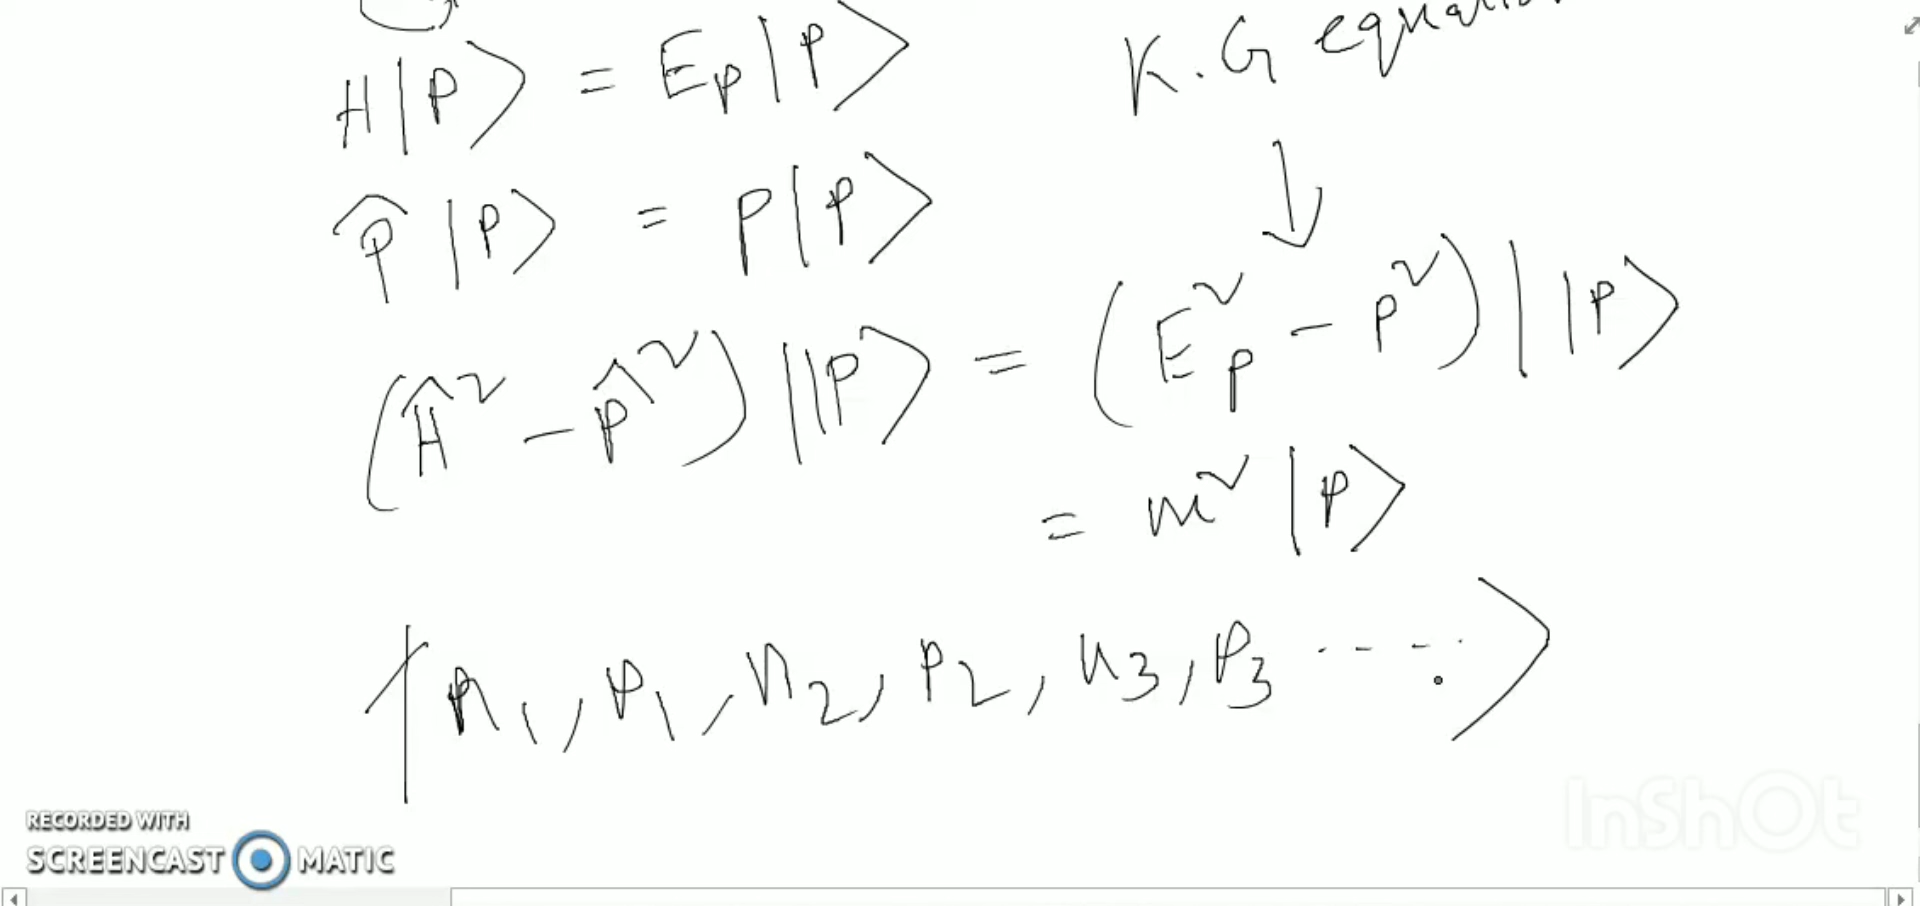 H|P> = E_p|P>
K.G equation
P̂|P> = P|P>
(Ĥ² - P̂²)||P> = (E_p² - P²)||P>
= m²|P>
|n₁, P₁, n₂, P₂, n₃, P₃ ----->
RECORDED WITH
SCREENCAST MATIC
InShOt